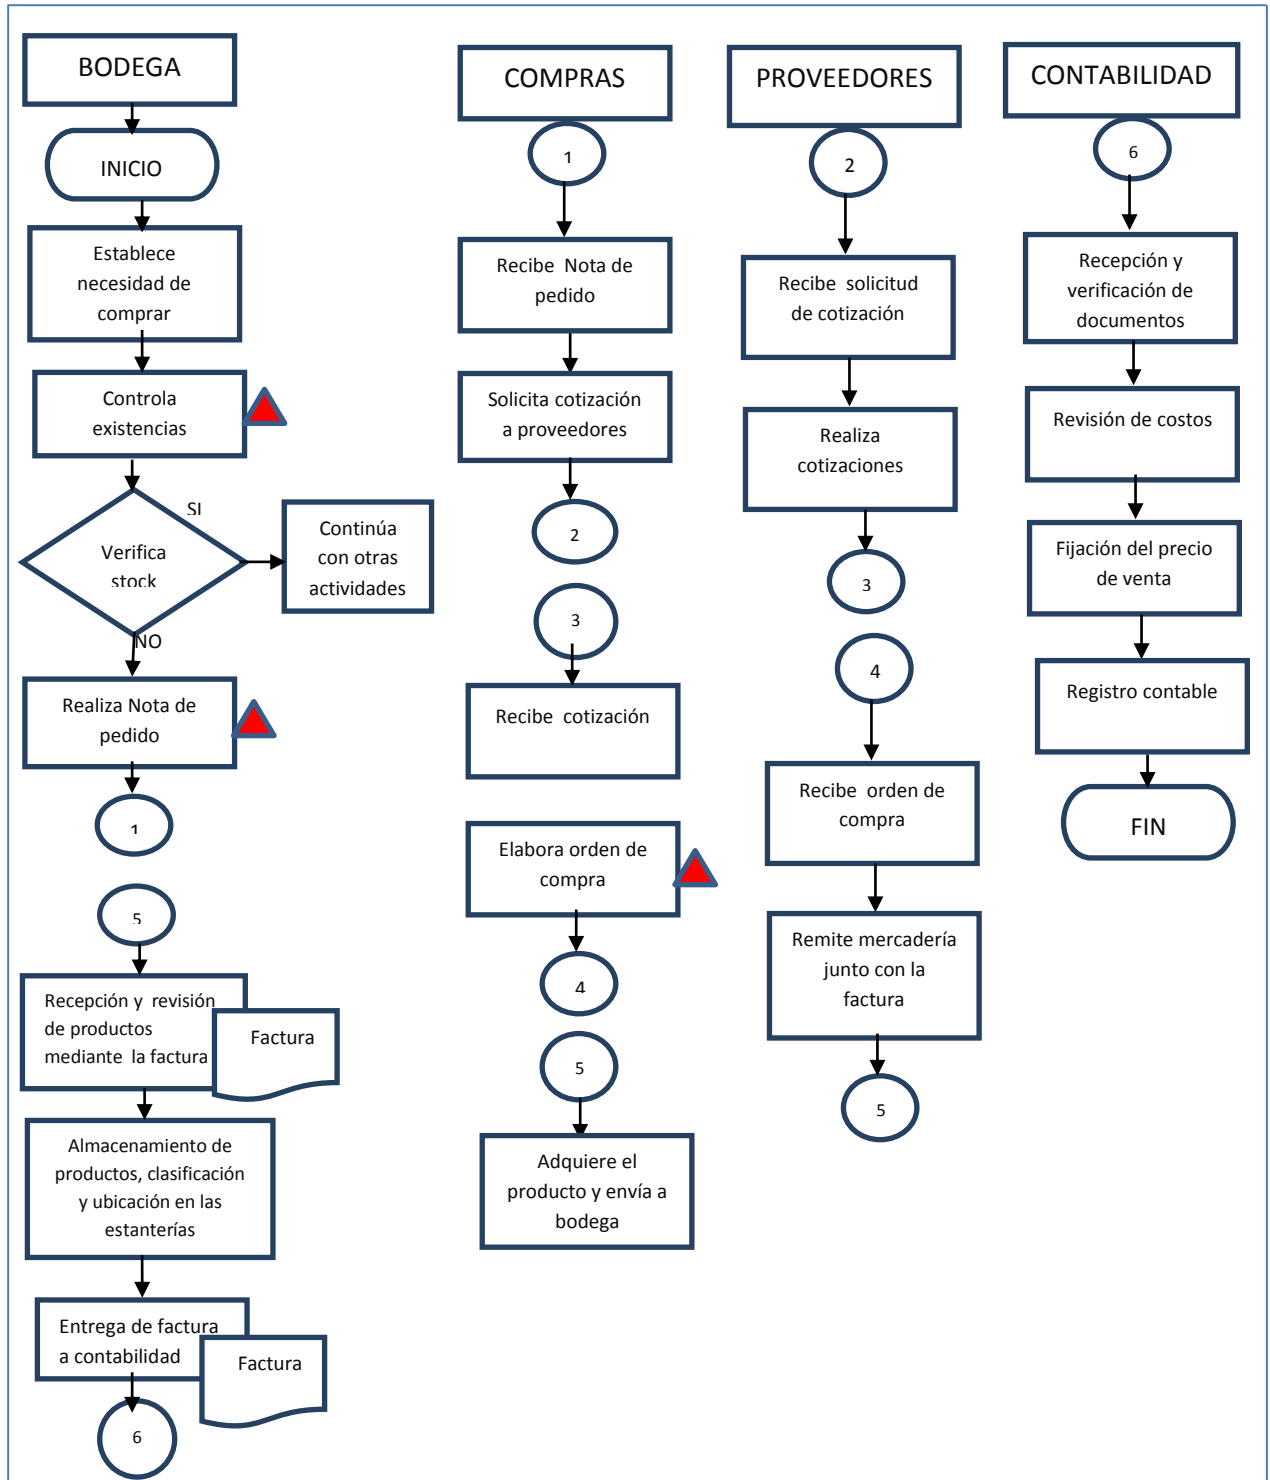 BODEGA
INICIO
Establece
necesidad de
comprar
Controla
existencias
SI
Verifica
stock
Continúa
con otras
actividades
NO
Realiza Nota de
pedido
1
5
Recepción y revisión
de productos
mediante la factura
Factura
Almacenamiento de
productos, clasificación
y ubicación en las
estanterías
Entrega de factura
a contabilidad
Factura
6
COMPRAS
1
Recibe Nota de
pedido
Solicita cotización
a proveedores
2
3
Recibe cotización
Elabora orden de
compra
4
5
Adquiere el
producto y envía a
bodega
PROVEEDORES
2
Recibe solicitud
de cotización
Realiza
cotizaciones
3
4
Recibe orden de
compra
Remite mercadería
junto con la
factura
5
CONTABILIDAD
6
Recepción y
verificación de
documentos
Revisión de costos
Fijación del precio
de venta
Registro contable
FIN